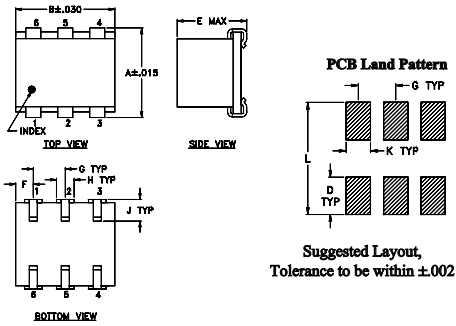 B±.030
6 5 4
A±.015
INDEX
1 2 3
TOP VIEW
E MAX
SIDE VIEW
PCB Land Pattern
G TYP
K TYP
L
D
TYP
Suggested Layout,
Tolerance to be within ±.002
G TYP
H TYP
F
1 2 3
J TYP
6 5 4
BOTTOM VIEW